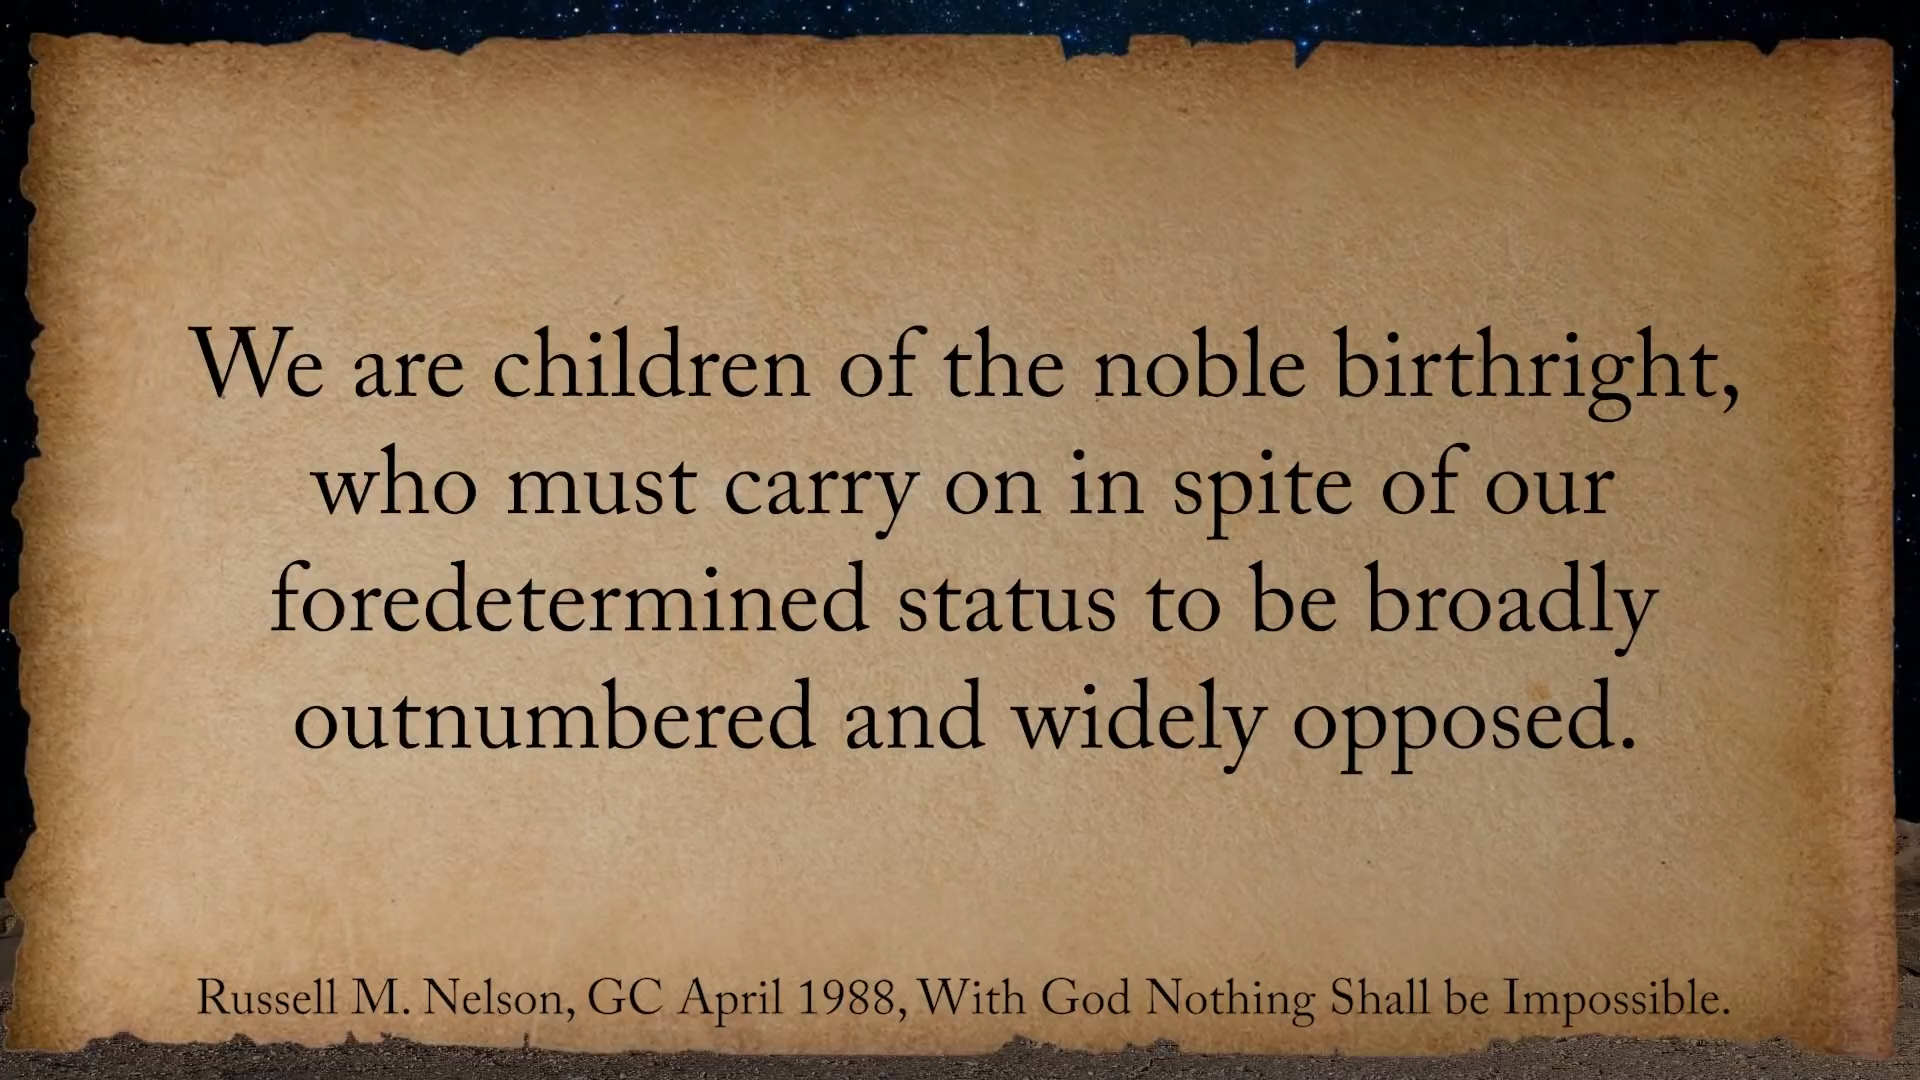 We are children of the noble birthright,
who must carry on in spite of our
foredetermined status to be broadly
outnumbered and widely opposed.
Russell M. Nelson, GC April 1988, With God Nothing Shall be Impossible.